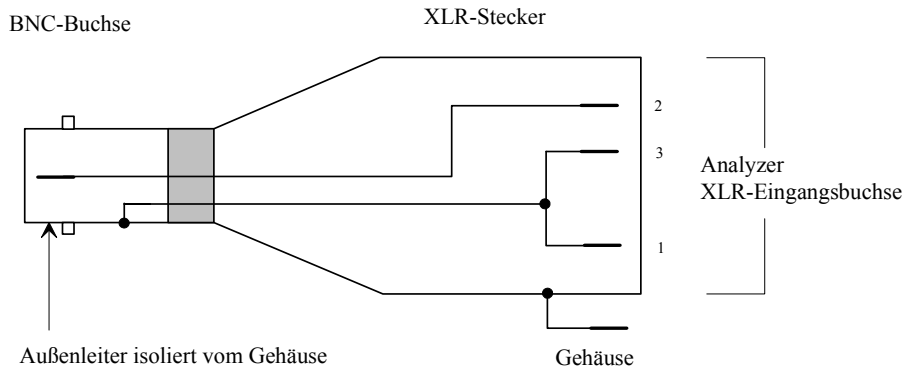 BNC-Buchse
XLR-Stecker
2
3
1
Analyzer
XLR-Eingangsbuchse
Außenleiter isoliert vom Gehäuse
Gehäuse